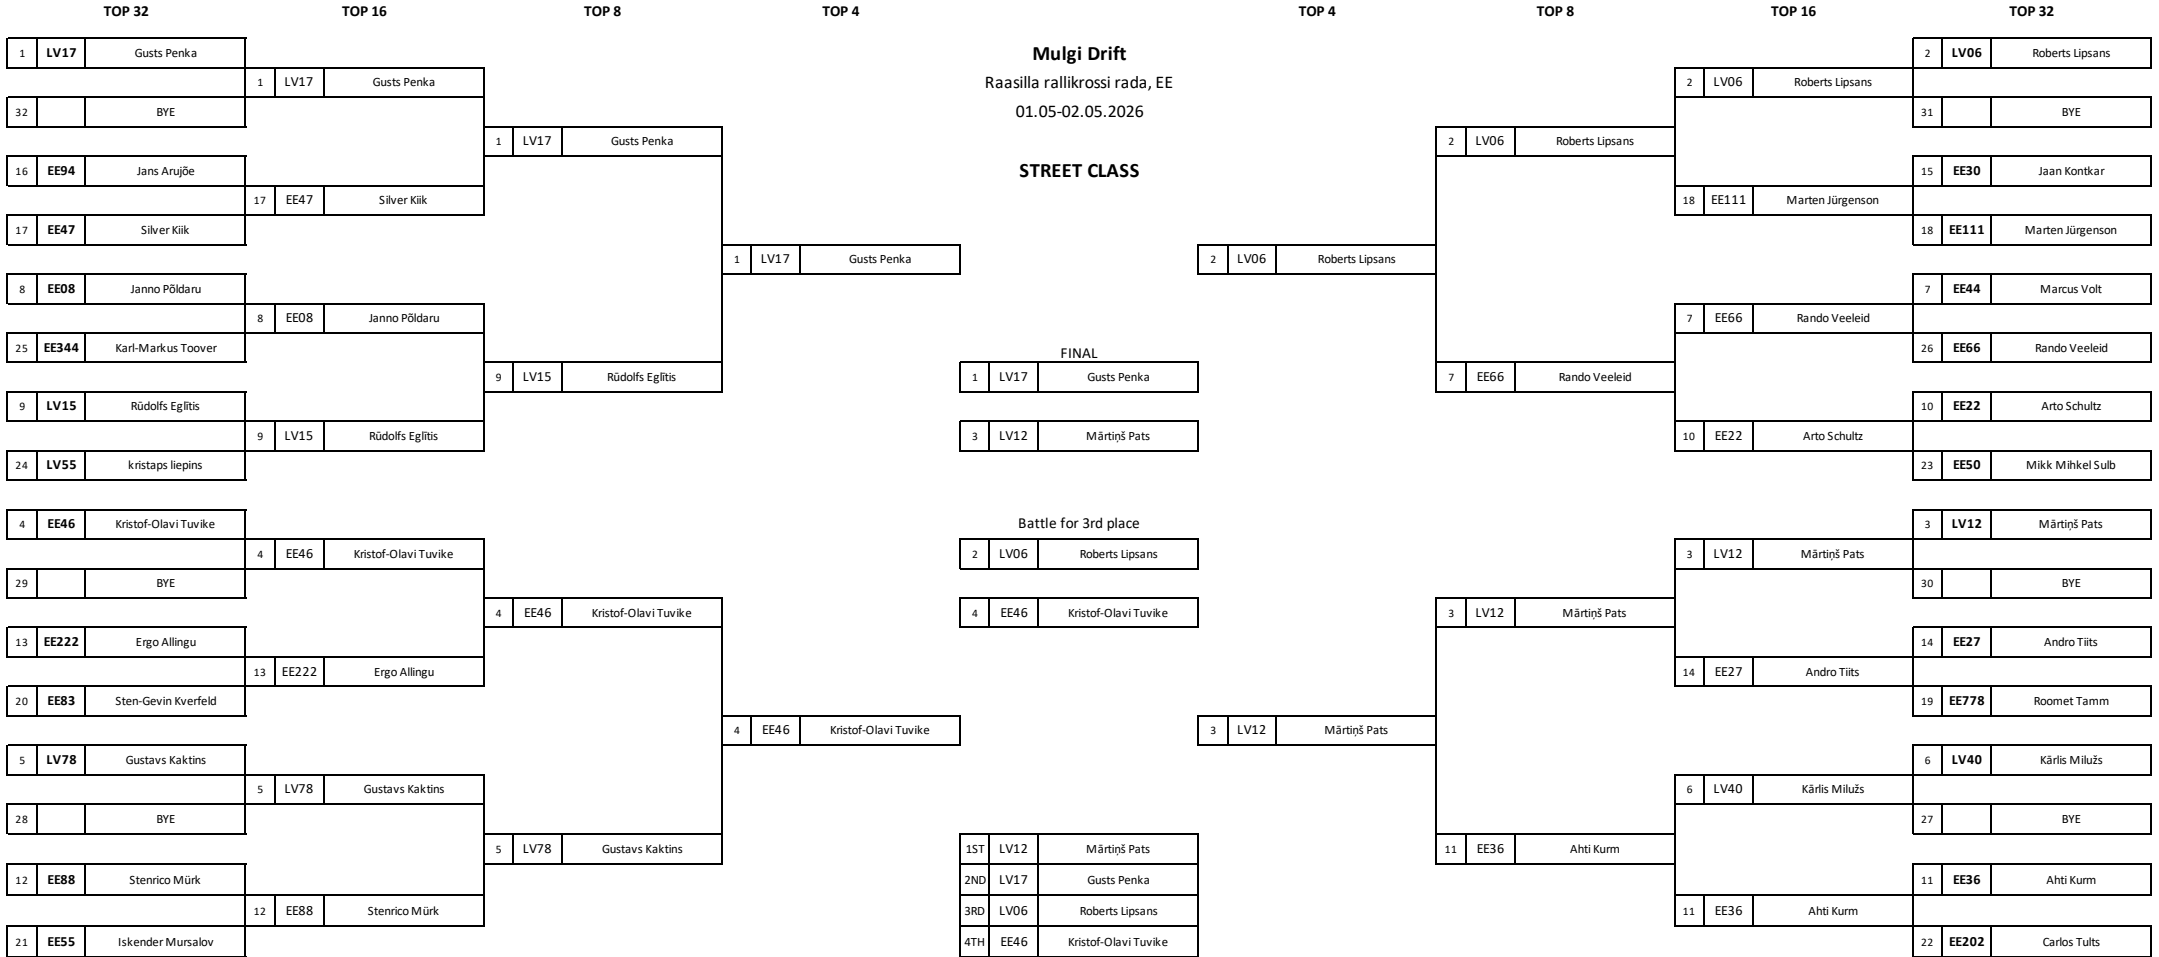 TOP 32 TOP 16 TOP 8 TOP 4 TOP 4 TOP 8 TOP 16 TOP 32
Mulgi Drift
Raasilla rallikrossi rada, EE
01.05-02.05.2026
STREET CLASS
1 LV17 Gusts Penka
32 BYE
16 EE94 Jans Arujõe
17 EE47 Silver Kiik
8 EE08 Janno Põldaru
25 EE344 Karl-Markus Toover
9 LV15 Rūdolfs Eglītis
24 LV55 kristaps liepins
4 EE46 Kristof-Olavi Tuvike
29 BYE
13 EE222 Ergo Allingu
20 EE83 Sten-Gevin Kverfeld
5 LV78 Gustavs Kaktins
28 BYE
12 EE88 Stenrico Mürk
21 EE55 Iskender Mursalov
1 LV17 Gusts Penka
17 EE47 Silver Kiik
8 EE08 Janno Põldaru
9 LV15 Rūdolfs Eglītis
4 EE46 Kristof-Olavi Tuvike
13 EE222 Ergo Allingu
5 LV78 Gustavs Kaktins
12 EE88 Stenrico Mürk
1 LV17 Gusts Penka
9 LV15 Rūdolfs Eglītis
4 EE46 Kristof-Olavi Tuvike
5 LV78 Gustavs Kaktins
1 LV17 Gusts Penka
4 EE46 Kristof-Olavi Tuvike
FINAL
1 LV17 Gusts Penka
3 LV12 Mārtiņš Pats
Battle for 3rd place
2 LV06 Roberts Lipsans
4 EE46 Kristof-Olavi Tuvike
1ST LV12 Mārtiņš Pats
2ND LV17 Gusts Penka
3RD LV06 Roberts Lipsans
4TH EE46 Kristof-Olavi Tuvike
2 LV06 Roberts Lipsans
3 LV12 Mārtiņš Pats
2 LV06 Roberts Lipsans
7 EE66 Rando Veeleid
3 LV12 Mārtiņš Pats
11 EE36 Ahti Kurm
2 LV06 Roberts Lipsans
18 EE111 Marten Jürgenson
7 EE66 Rando Veeleid
10 EE22 Arto Schultz
3 LV12 Mārtiņš Pats
14 EE27 Andro Tiits
6 LV40 Kārlis Milužs
11 EE36 Ahti Kurm
2 LV06 Roberts Lipsans
31 BYE
15 EE30 Jaan Kontkar
18 EE111 Marten Jürgenson
7 EE44 Marcus Volt
26 EE66 Rando Veeleid
10 EE22 Arto Schultz
23 EE50 Mikk Mihkel Sulb
3 LV12 Mārtiņš Pats
30 BYE
14 EE27 Andro Tiits
19 EE778 Roomet Tamm
6 LV40 Kārlis Milužs
27 BYE
11 EE36 Ahti Kurm
22 EE202 Carlos Tults